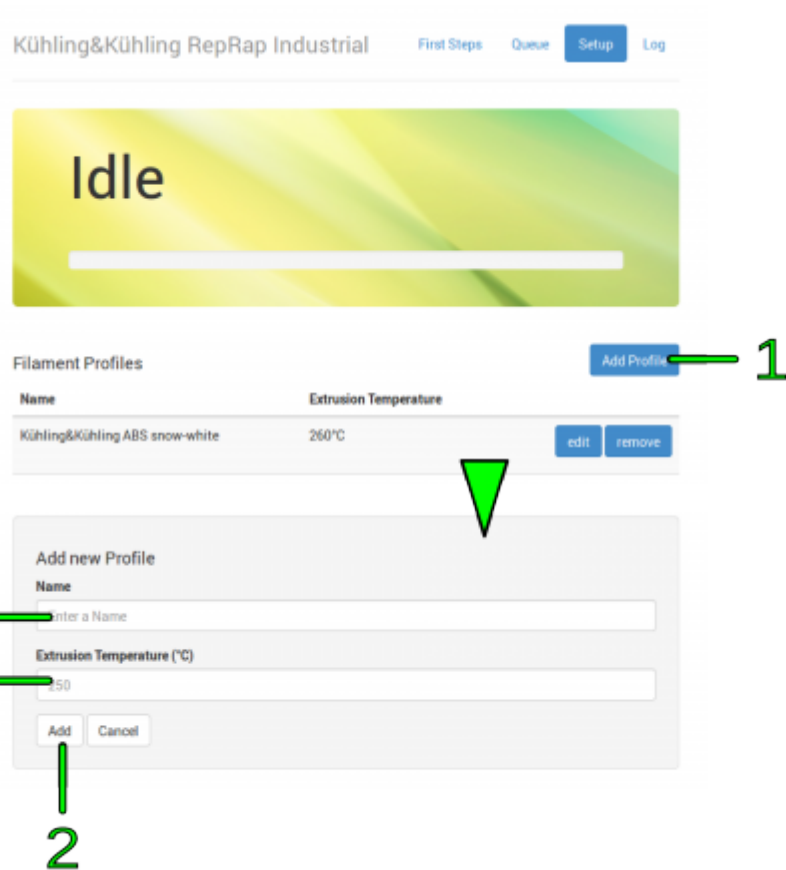 Kühling&Kühling RepRap Industrial First Steps Queue Setup Log
Idle
Filament Profiles Add Profile 1
Name Extrusion Temperature
Kühling&Kühling ABS snow-white 260°C edit remove
Add new Profile
Name
Enter a Name
Extrusion Temperature (°C)
250
Add Cancel
2